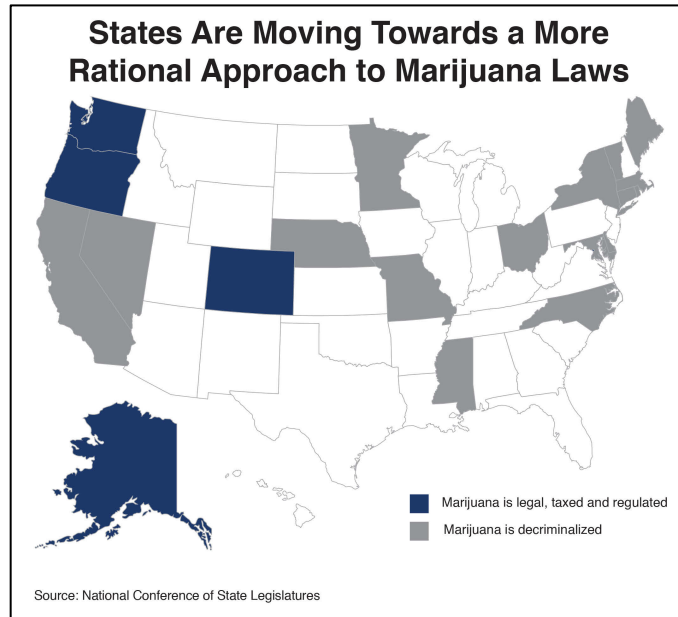 States Are Moving Towards a More
Rational Approach to Marijuana Laws
Marijuana is legal, taxed and regulated
Marijuana is decriminalized
Source: National Conference of State Legislatures